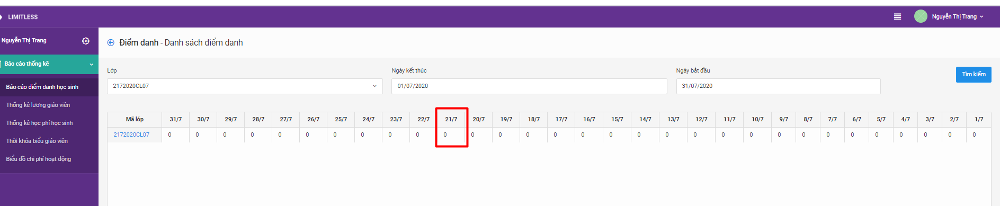 LIMITLESS
Nguyễn Thị Trang
Nguyễn Thị Trang
Báo cáo thống kê
Báo cáo điểm danh học sinh
Thống kê lương giáo viên
Thống kê học phí học sinh
Thời khóa biểu giáo viên
Biểu đồ chi phí hoạt động
Điểm danh - Danh sách điểm danh
Lớp Ngày kết thúc Ngày bắt đầu
2172020CL07 01/07/2020 31/07/2020 Tìm kiếm
Mã lớp 31/7 30/7 29/7 28/7 27/7 26/7 25/7 24/7 23/7 22/7 21/7 20/7 19/7 18/7 17/7 16/7 15/7 14/7 13/7 12/7 11/7 10/7 9/7 8/7 7/7 6/7 5/7 4/7 3/7 2/7 1/7
2172020CL07 0 0 0 0 0 0 0 0 0 0 0 0 0 0 0 0 0 0 0 0 0 0 0 0 0 0 0 0 0 0 0